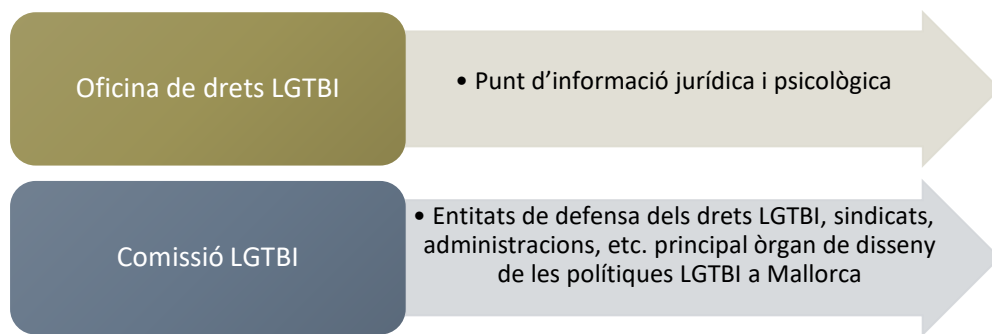 Oficina de drets LGTBI
• Punt d’informació jurídica i psicològica
Comissió LGTBI
• Entitats de defensa dels drets LGTBI, sindicats,
administracions, etc. principal òrgan de disseny
de les polítiques LGTBI a Mallorca